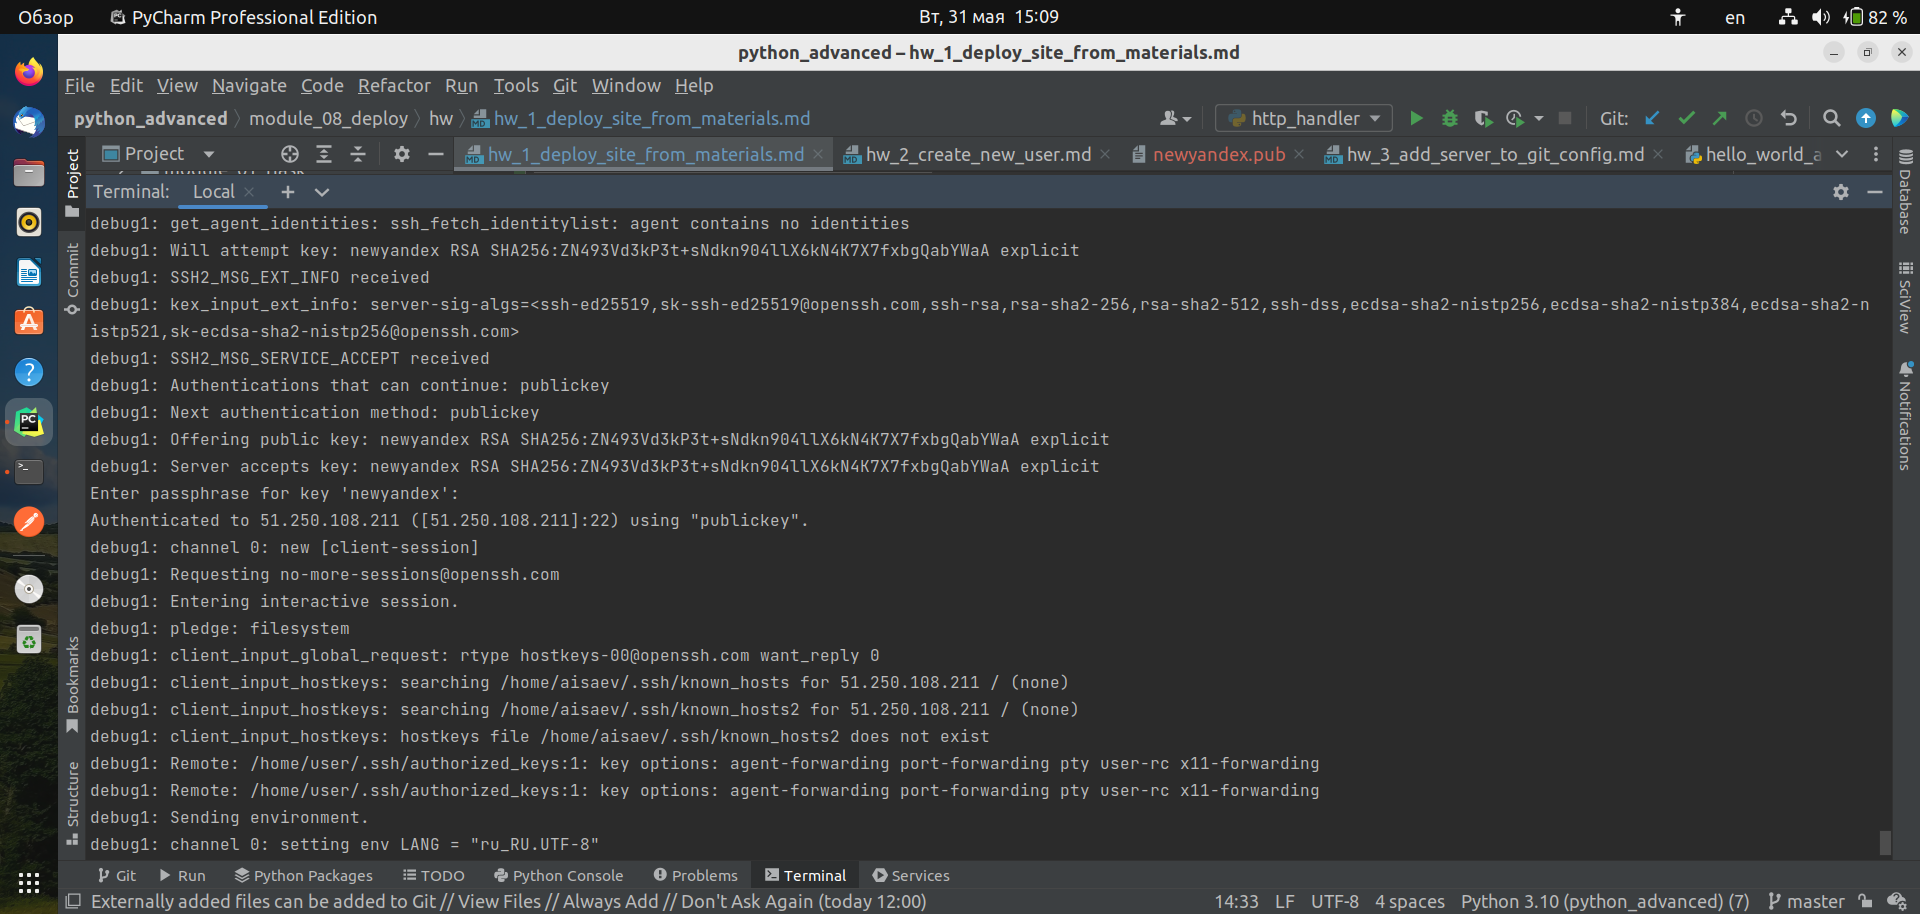 Обзор
PyCharm Professional Edition
Вт, 31 мая 15:09
en
82 %
python_advanced – hw_1_deploy_site_from_materials.md
File Edit View Navigate Code Refactor Run Tools Git Window Help
python_advanced module_08_deploy hw hw_1_deploy_site_from_materials.md
http_handler
Git:
Project
hw_1_deploy_site_from_materials.md
hw_2_create_new_user.md
newyandex.pub
hw_3_add_server_to_git_config.md
hello_world_a
Terminal: Local
debug1: get_agent_identities: ssh_fetch_identitylist: agent contains no identities
debug1: Will attempt key: newyandex RSA SHA256:ZN493Vd3kP3t+sNdkn904llX6kN4K7X7fxbgQabYWaA explicit
debug1: SSH2_MSG_EXT_INFO received
debug1: kex_input_ext_info: server-sig-algs=<ssh-ed25519,sk-ssh-ed25519@openssh.com,ssh-rsa,rsa-sha2-256,rsa-sha2-512,ssh-dss,ecdsa-sha2-nistp256,ecdsa-sha2-nistp384,ecdsa-sha2-n
istp521,sk-ecdsa-sha2-nistp256@openssh.com>
debug1: SSH2_MSG_SERVICE_ACCEPT received
debug1: Authentications that can continue: publickey
debug1: Next authentication method: publickey
debug1: Offering public key: newyandex RSA SHA256:ZN493Vd3kP3t+sNdkn904llX6kN4K7X7fxbgQabYWaA explicit
debug1: Server accepts key: newyandex RSA SHA256:ZN493Vd3kP3t+sNdkn904llX6kN4K7X7fxbgQabYWaA explicit
Enter passphrase for key 'newyandex':
Authenticated to 51.250.108.211 ([51.250.108.211]:22) using "publickey".
debug1: channel 0: new [client-session]
debug1: Requesting no-more-sessions@openssh.com
debug1: Entering interactive session.
debug1: pledge: filesystem
debug1: client_input_global_request: rtype hostkeys-00@openssh.com want_reply 0
debug1: client_input_hostkeys: searching /home/aisaev/.ssh/known_hosts for 51.250.108.211 / (none)
debug1: client_input_hostkeys: searching /home/aisaev/.ssh/known_hosts2 for 51.250.108.211 / (none)
debug1: client_input_hostkeys: hostkeys file /home/aisaev/.ssh/known_hosts2 does not exist
debug1: Remote: /home/user/.ssh/authorized_keys:1: key options: agent-forwarding port-forwarding pty user-rc x11-forwarding
debug1: Remote: /home/user/.ssh/authorized_keys:1: key options: agent-forwarding port-forwarding pty user-rc x11-forwarding
debug1: Sending environment.
debug1: channel 0: setting env LANG = "ru_RU.UTF-8"
Project
Commit
Bookmarks
Structure
Database
SciView
Notifications
Git Run Python Packages TODO Python Console Problems Terminal Services
Externally added files can be added to Git // View Files // Always Add // Don't Ask Again (today 12:00)
14:33 LF UTF-8 4 spaces Python 3.10 (python_advanced) (7) master